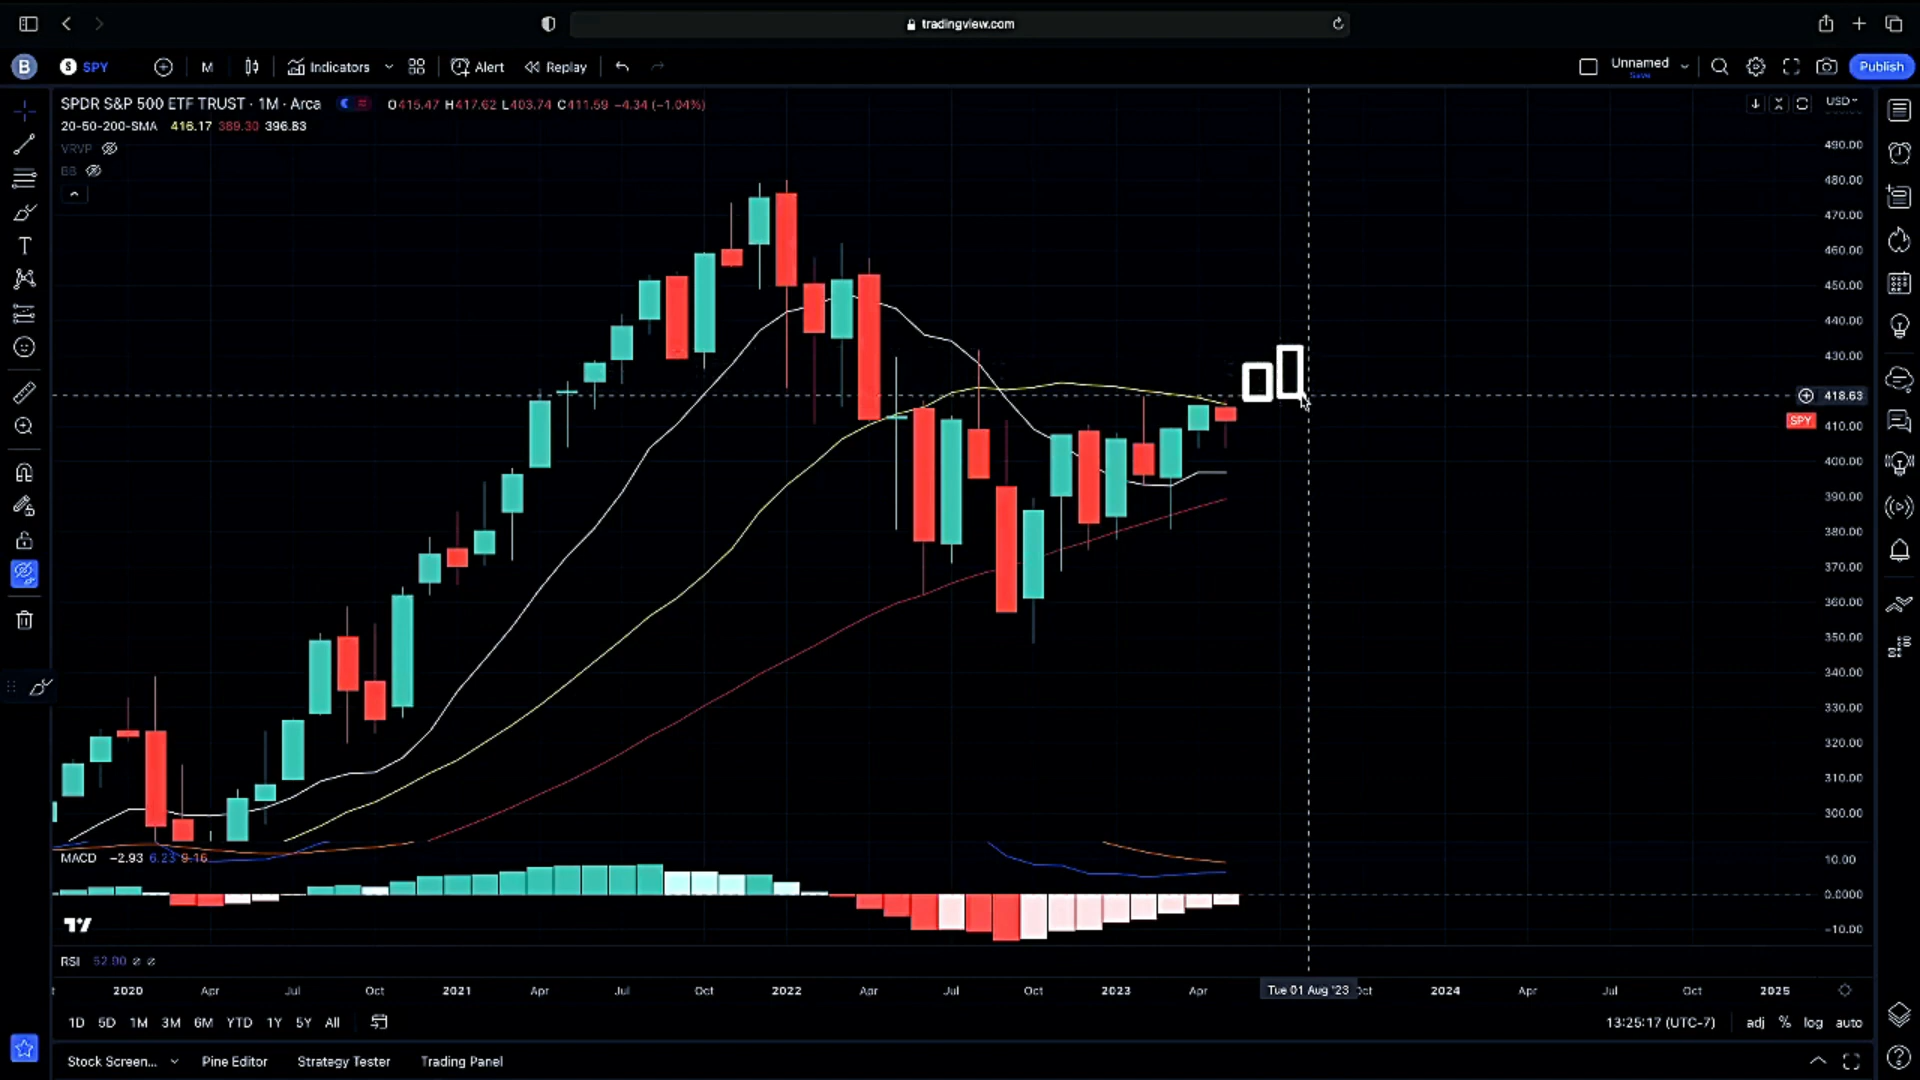 tradingview.com
B S SPY M Indicators Alert Replay Unnamed Save Publish
SPDR S&P 500 ETF TRUST · 1M · Arca O415.47 H417.62 L403.74 C411.59 −4.34 (−1.04%) USD
20-50-200-SMA 416.17 389.30 396.83
VRVP
BB
490.00
480.00
470.00
460.00
450.00
440.00
430.00
418.63
SPY
410.00
400.00
390.00
380.00
370.00
360.00
350.00
340.00
330.00
320.00
310.00
300.00
MACD −2.93 6.23 9.16 10.00
0.0000
−10.00
RSI 52.00 ø ø
2020 Apr Jul Oct 2021 Apr Jul Oct 2022 Apr Jul Oct 2023 Apr Tue 01 Aug '23 2024 Apr Jul Oct 2025
1D 5D 1M 3M 6M YTD 1Y 5Y All 13:25:17 (UTC-7) adj % log auto
Stock Screen... Pine Editor Strategy Tester Trading Panel